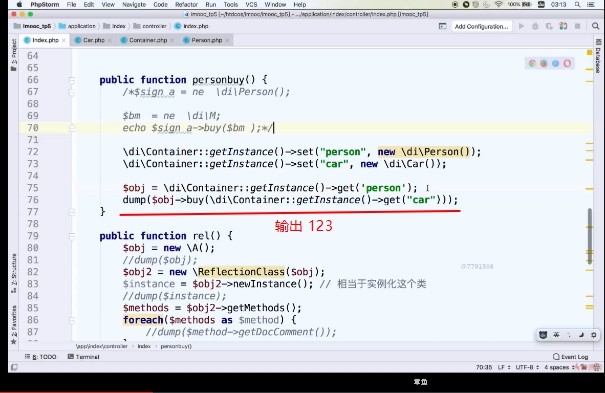 PhpStorm File Edit View Navigate Code Refactor Run Tools VCS Window Help 100% 03:13
imooc_tp5 [~/htdocs/imooc/imooc_tp5] - .../application/index/controller/Index.php [imooc_tp5]
imooc_tp5 application index controller Index.php Add Configuration...
Index.php Car.php Container.php Person.php
1: Project
Database
64
65
66 public function personbuy() {
67 /*$sign_a = ne \di\Person();
68
69 $bm = ne \di\M;
70 echo $sign_a->buy($bm );*/
71
72 \di\Container::getInstance()->set("person", new \di\Person());
73 \di\Container::getInstance()->set("car", new \di\Car());
74
75 $obj = \di\Container::getInstance()->get('person');
76 dump($obj->buy(\di\Container::getInstance()->get("car")));
77 }
输出 123
78
79 public function rel() {
80 $obj = new \A();
81 //dump($obj);
82 $obj2 = new \ReflectionClass($obj);
83 $instance = $obj2->newInstance(); // 相当于实例化这个类
84 //dump($instance);
85 $methods = $obj2->getMethods();
86 foreach($methods as $method) {
87 //dump($method->getDocComment());
7: Structure
2: Favorites
\app\index\controller Index personbuy()
6: TODO Terminal Event Log
70:35 LF UTF-8 4 spaces
章鱼